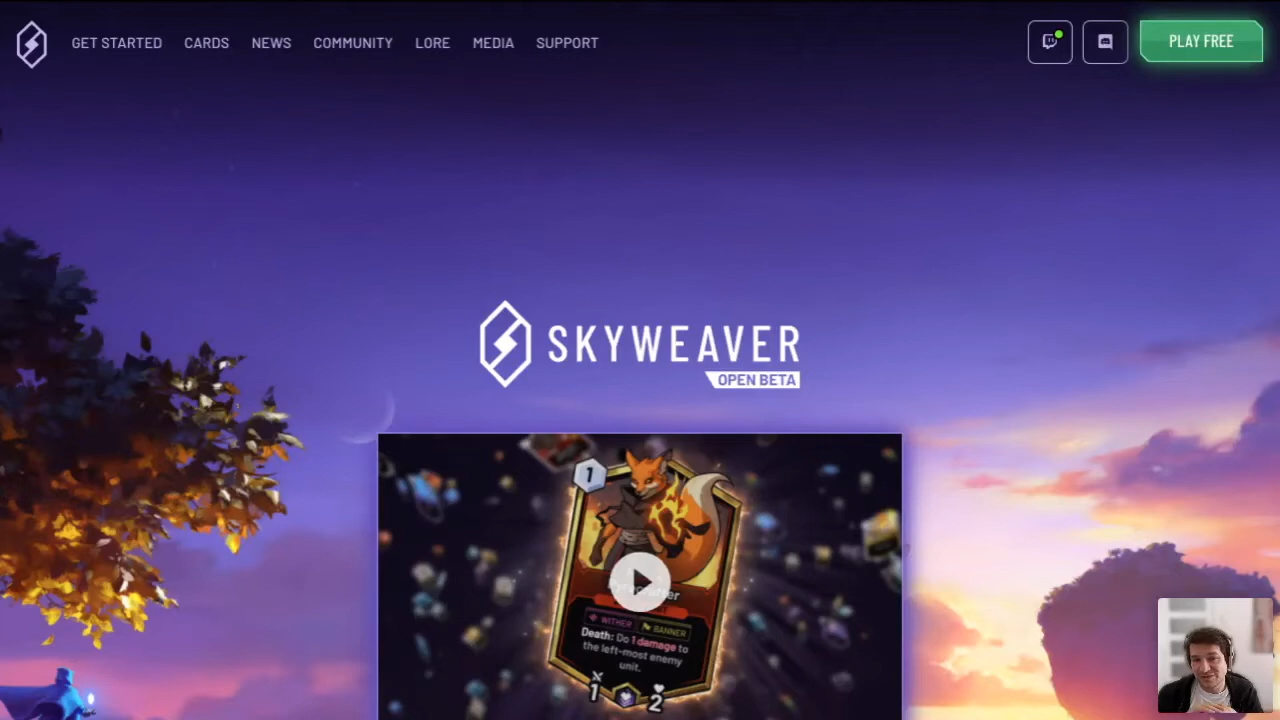 GET STARTED CARDS NEWS COMMUNITY LORE MEDIA SUPPORT
PLAY FREE
SKYWEAVER
OPEN BETA
1
WITHER BANNER
Death: Do 1 damage to
the left-most enemy
unit.
1 2